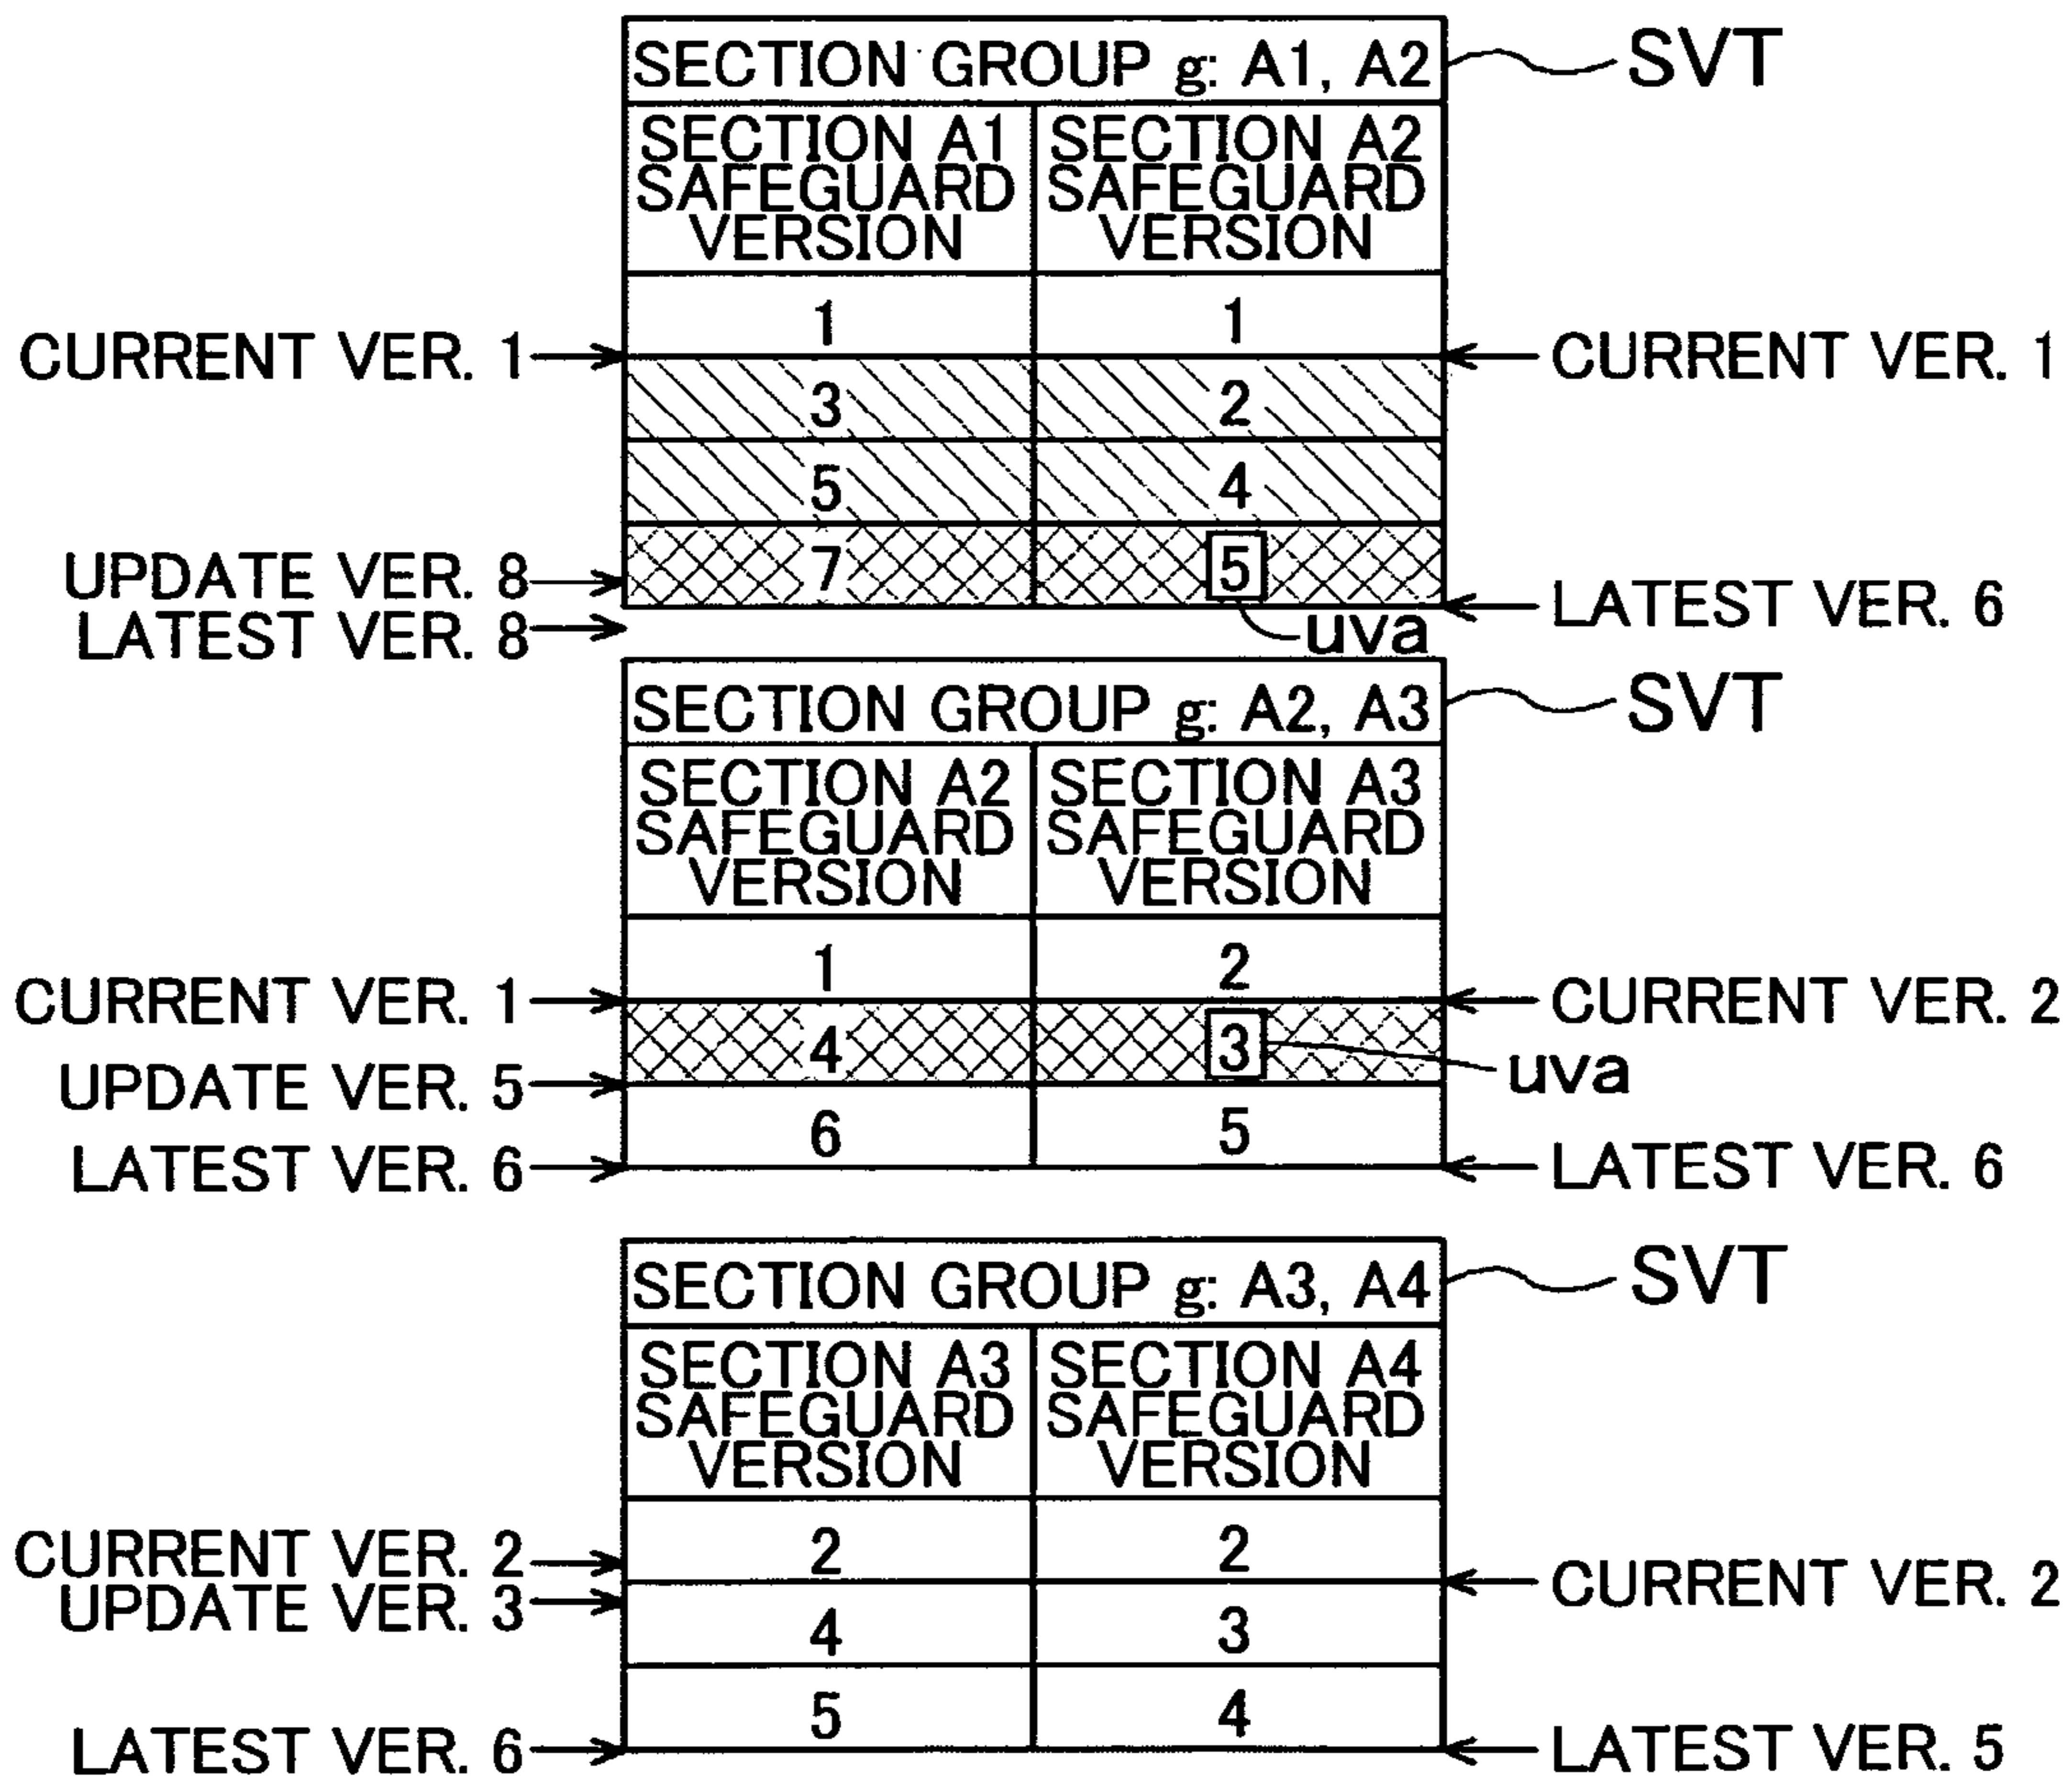 SECTION GROUP g: A1, A2
SVT
SECTION A1 SAFEGUARD VERSION
SECTION A2 SAFEGUARD VERSION
1
1
CURRENT VER. 1
CURRENT VER. 1
3
2
5
4
UPDATE VER. 8
7
5
LATEST VER. 8
LATEST VER. 6
uva
SECTION GROUP g: A2, A3
SVT
SECTION A2 SAFEGUARD VERSION
SECTION A3 SAFEGUARD VERSION
1
2
CURRENT VER. 1
CURRENT VER. 2
4
3
uva
UPDATE VER. 5
6
5
LATEST VER. 6
LATEST VER. 6
SECTION GROUP g: A3, A4
SVT
SECTION A3 SAFEGUARD VERSION
SECTION A4 SAFEGUARD VERSION
CURRENT VER. 2
2
2
CURRENT VER. 2
UPDATE VER. 3
4
3
5
4
LATEST VER. 6
LATEST VER. 5